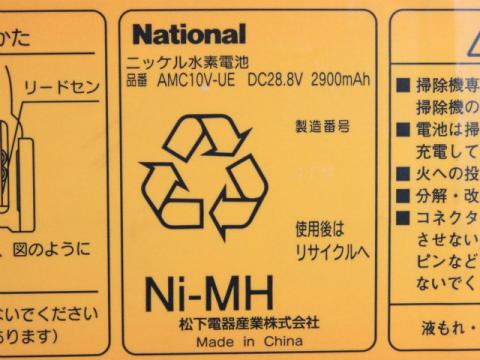 かた
リードセン
、図のように
ないでください
あります）
National
ニッケル水素電池
品番 AMC10V-UE DC28.8V 2900mAh
製造番号
使用後は
リサイクルへ
Ni-MH
松下電器産業株式会社
Made in China
■ 掃除機専
掃除機の
■ 電池は掃
充電して
■ 火への投
■ 分解・改
■ コネクタ
させない
ピンなど
ないでく
液もれ・